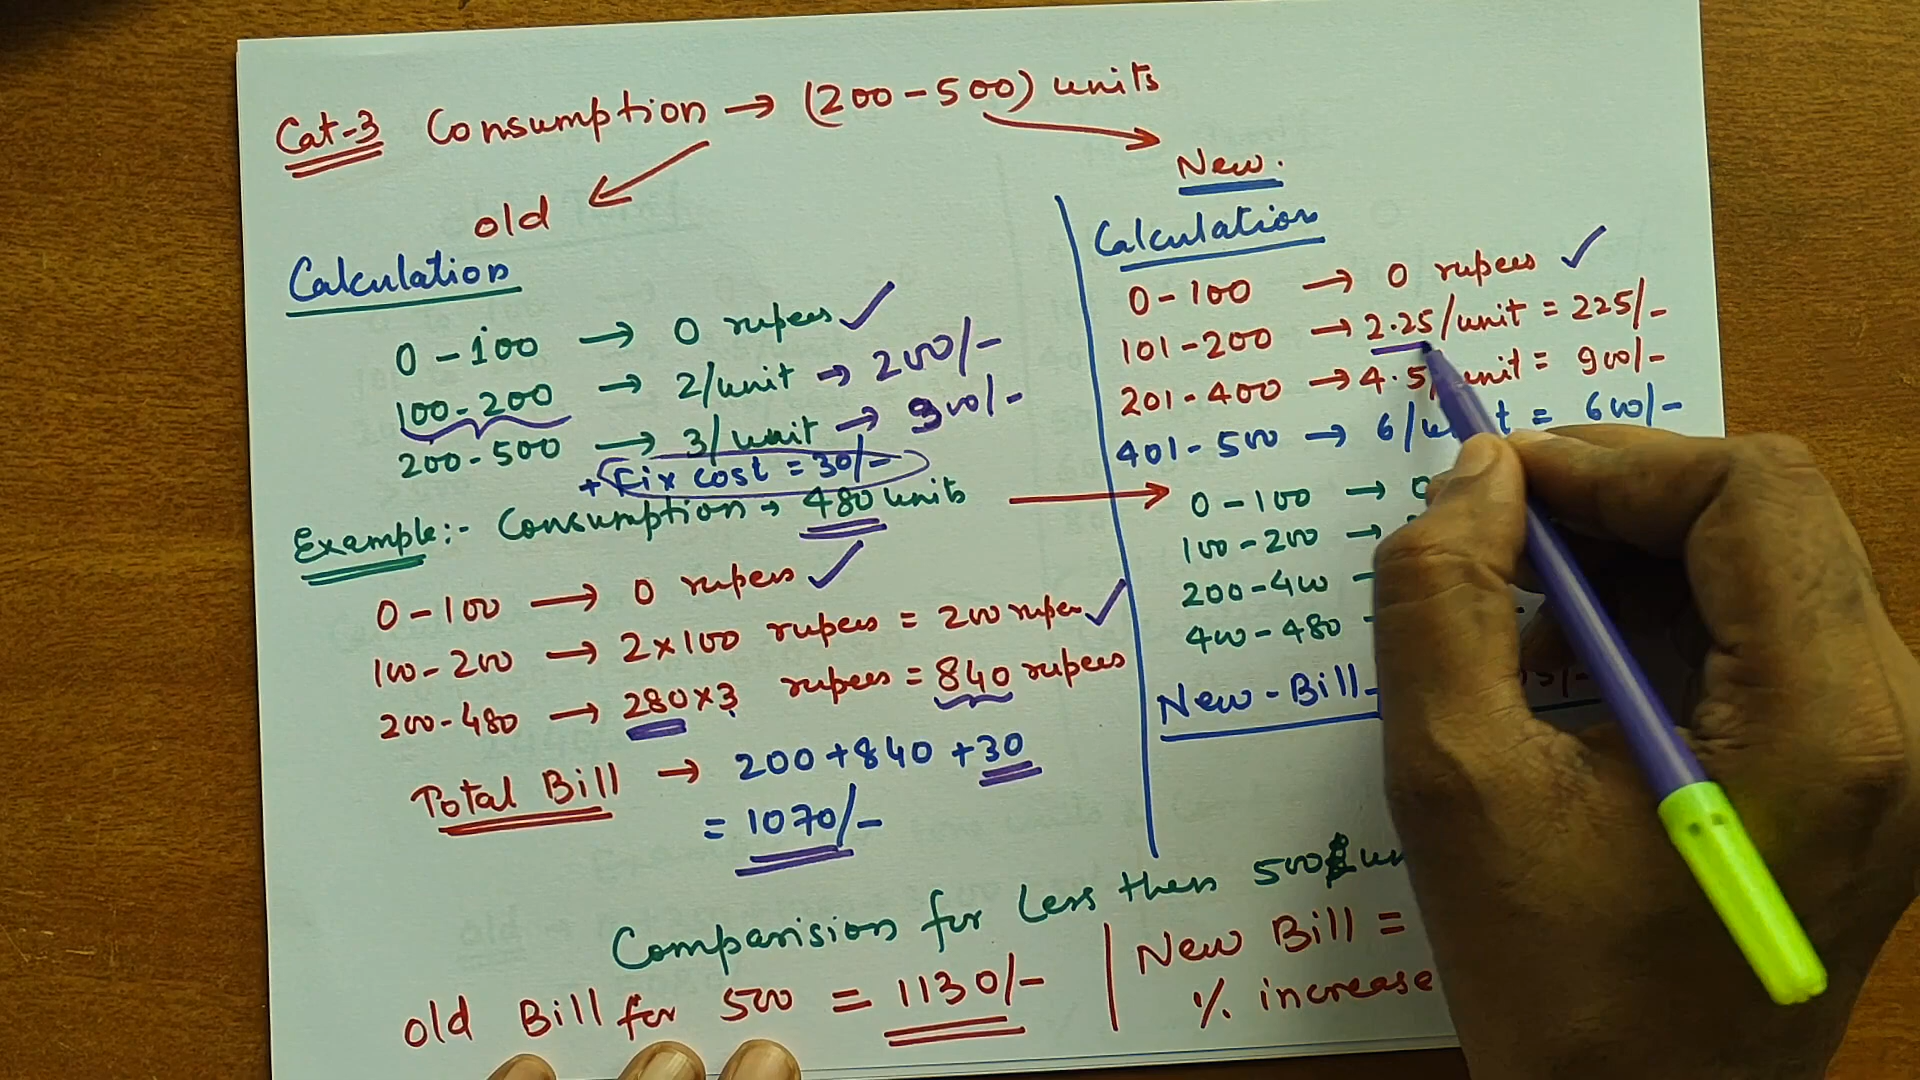 Cat-3 Consumption → (200-500) units
old
Calculation
0-100 → 0 rupees ✓
100-200 → 2/unit → 200/-
200-500 → 3/unit → 900/-
+ Fix cost = 30/-
Example:- Consumption → 480 units →
0-100 → 0 rupees ✓
100-200 → 2×100 rupees = 200 rupees ✓
200-480 → 280×3 rupees = 840 rupees
Total Bill → 200+840+30
= 1070/-
New.
Calculation
0-100 → 0 rupees ✓
101-200 → 2.25/unit = 225/-
201-400 → 4.5/unit = 900/-
401-500 → 6/ = 600/-
0-100 → 0
100-200 →
200-400
400-480
New-Bill
Comparision for Less then 500
old Bill for 500 = 1130/-
New Bill =
% increase